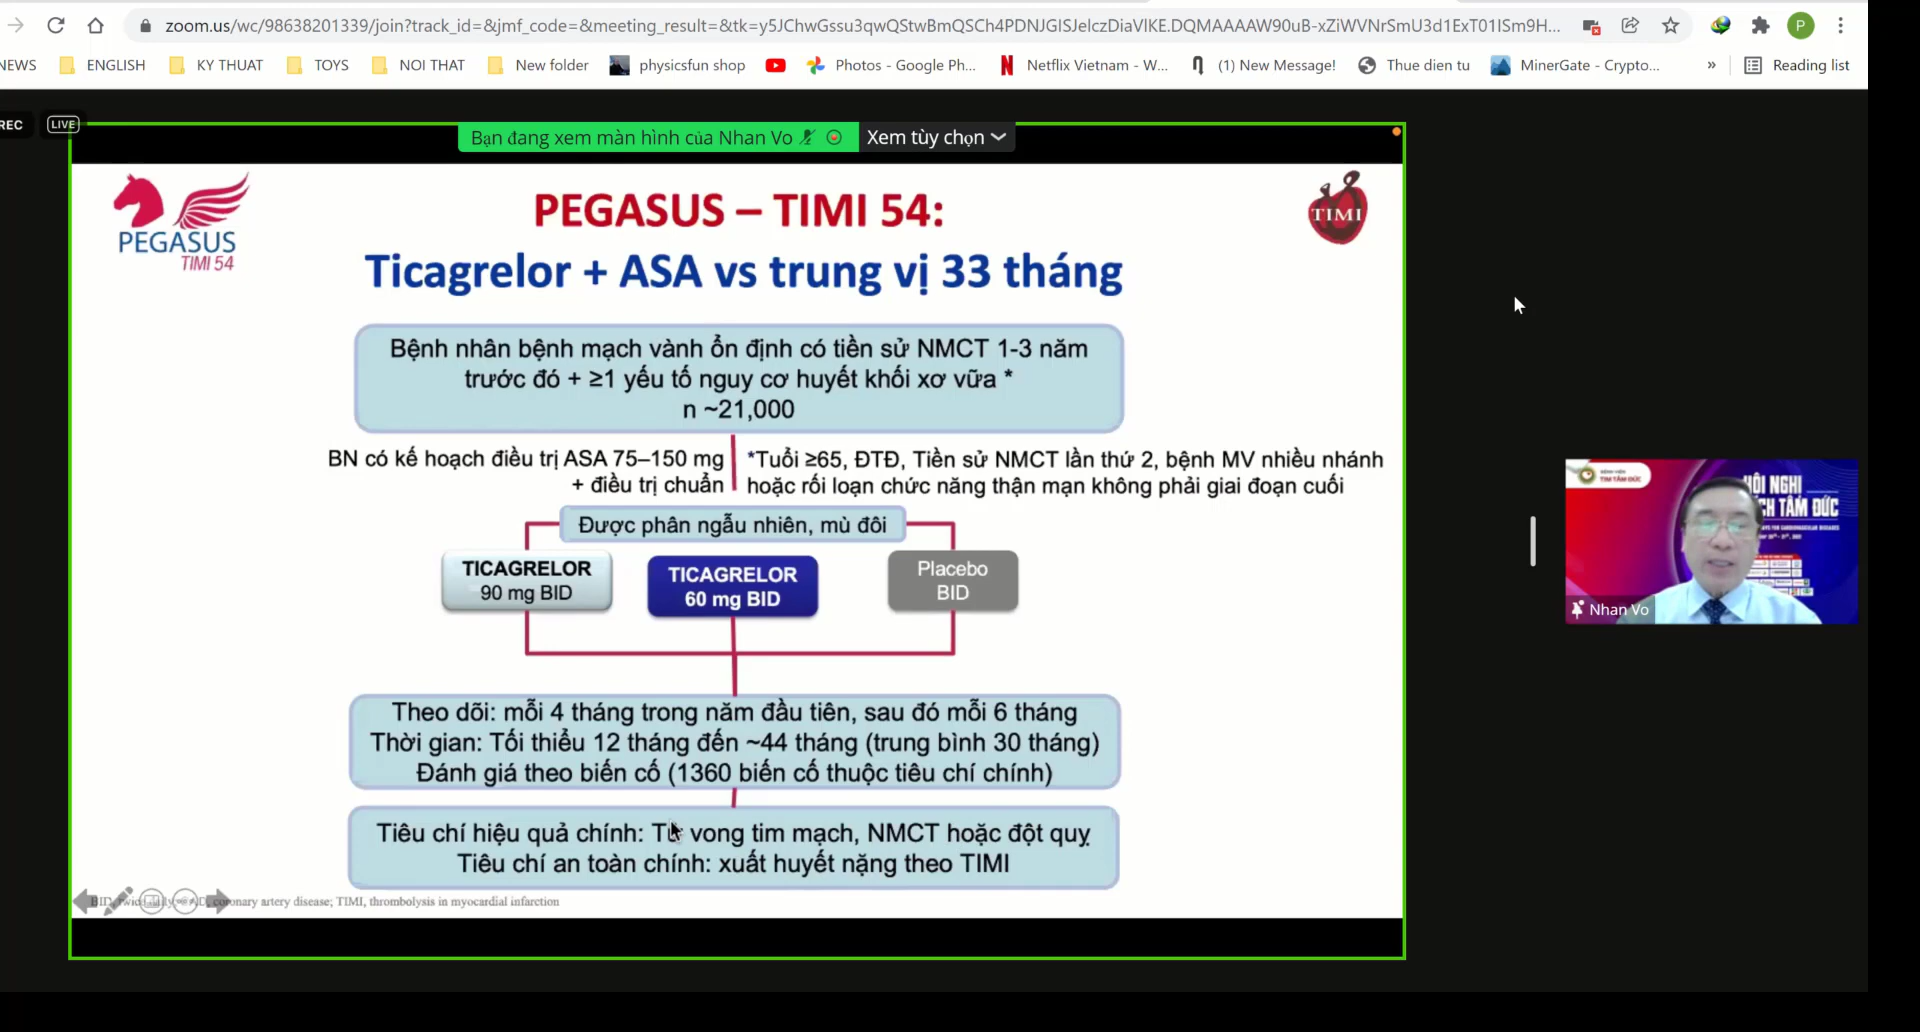 zoom.us/wc/98638201339/join?track_id=&jmf_code=&meeting_result=&tk=y5JChwGssu3qwQStwBmQSCh4PDNJGISJelczDiaVIKE.DQMAAAAW90uB-xZiWVNrSmU3d1ExT01ISm9H...
P
NEWS ENGLISH KY THUAT TOYS NOI THAT New folder physicsfun shop Photos - Google Ph... Netflix Vietnam - W... (1) New Message! Thue dien tu MinerGate - Crypto... » Reading list
REC LIVE
Bạn đang xem màn hình của Nhan Vo Xem tùy chọn
PEGASUS
TIMI 54
TIMI
PEGASUS – TIMI 54:
Ticagrelor + ASA vs trung vị 33 tháng
Bệnh nhân bệnh mạch vành ổn định có tiền sử NMCT 1-3 năm
trước đó + ≥1 yếu tố nguy cơ huyết khối xơ vữa *
n ~21,000
BN có kế hoạch điều trị ASA 75–150 mg
+ điều trị chuẩn
*Tuổi ≥65, ĐTĐ, Tiền sử NMCT lần thứ 2, bệnh MV nhiều nhánh
hoặc rối loạn chức năng thận mạn không phải giai đoạn cuối
Được phân ngẫu nhiên, mù đôi
TICAGRELOR
90 mg BID
TICAGRELOR
60 mg BID
Placebo
BID
Theo dõi: mỗi 4 tháng trong năm đầu tiên, sau đó mỗi 6 tháng
Thời gian: Tối thiểu 12 tháng đến ~44 tháng (trung bình 30 tháng)
Đánh giá theo biến cố (1360 biến cố thuộc tiêu chí chính)
Tiêu chí hiệu quả chính: Tử vong tim mạch, NMCT hoặc đột quỵ
Tiêu chí an toàn chính: xuất huyết nặng theo TIMI
coronary artery disease; TIMI, thrombolysis in myocardial infarction
BỆNH VIỆN
TIM TÂM ĐỨC
HỘI NGHỊ
CH TÂM ĐỨC
Nhan Vo